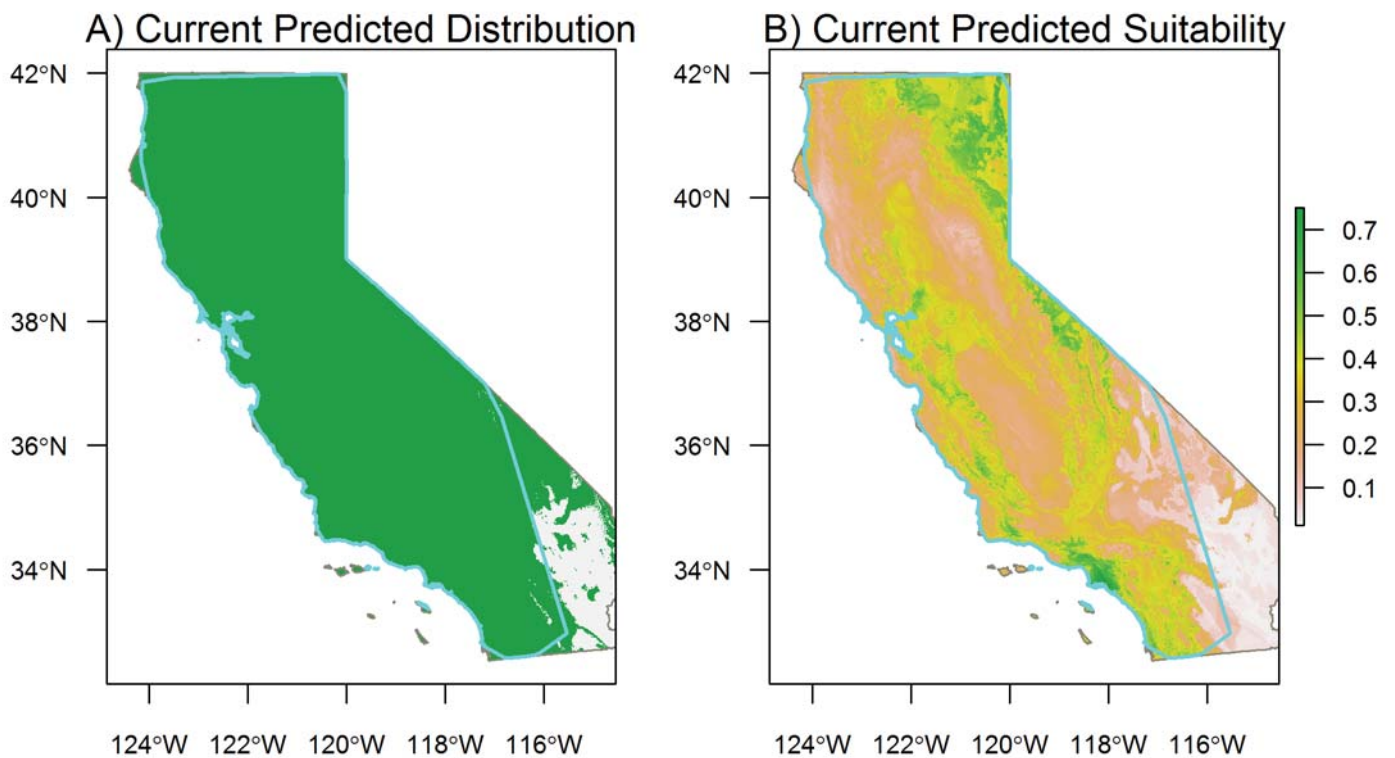 A) Current Predicted Distribution
B) Current Predicted Suitability
42°N
40°N
38°N
36°N
34°N
124°W 122°W 120°W 118°W 116°W
42°N
40°N
38°N
36°N
34°N
124°W 122°W 120°W 118°W 116°W
0.7
0.6
0.5
0.4
0.3
0.2
0.1